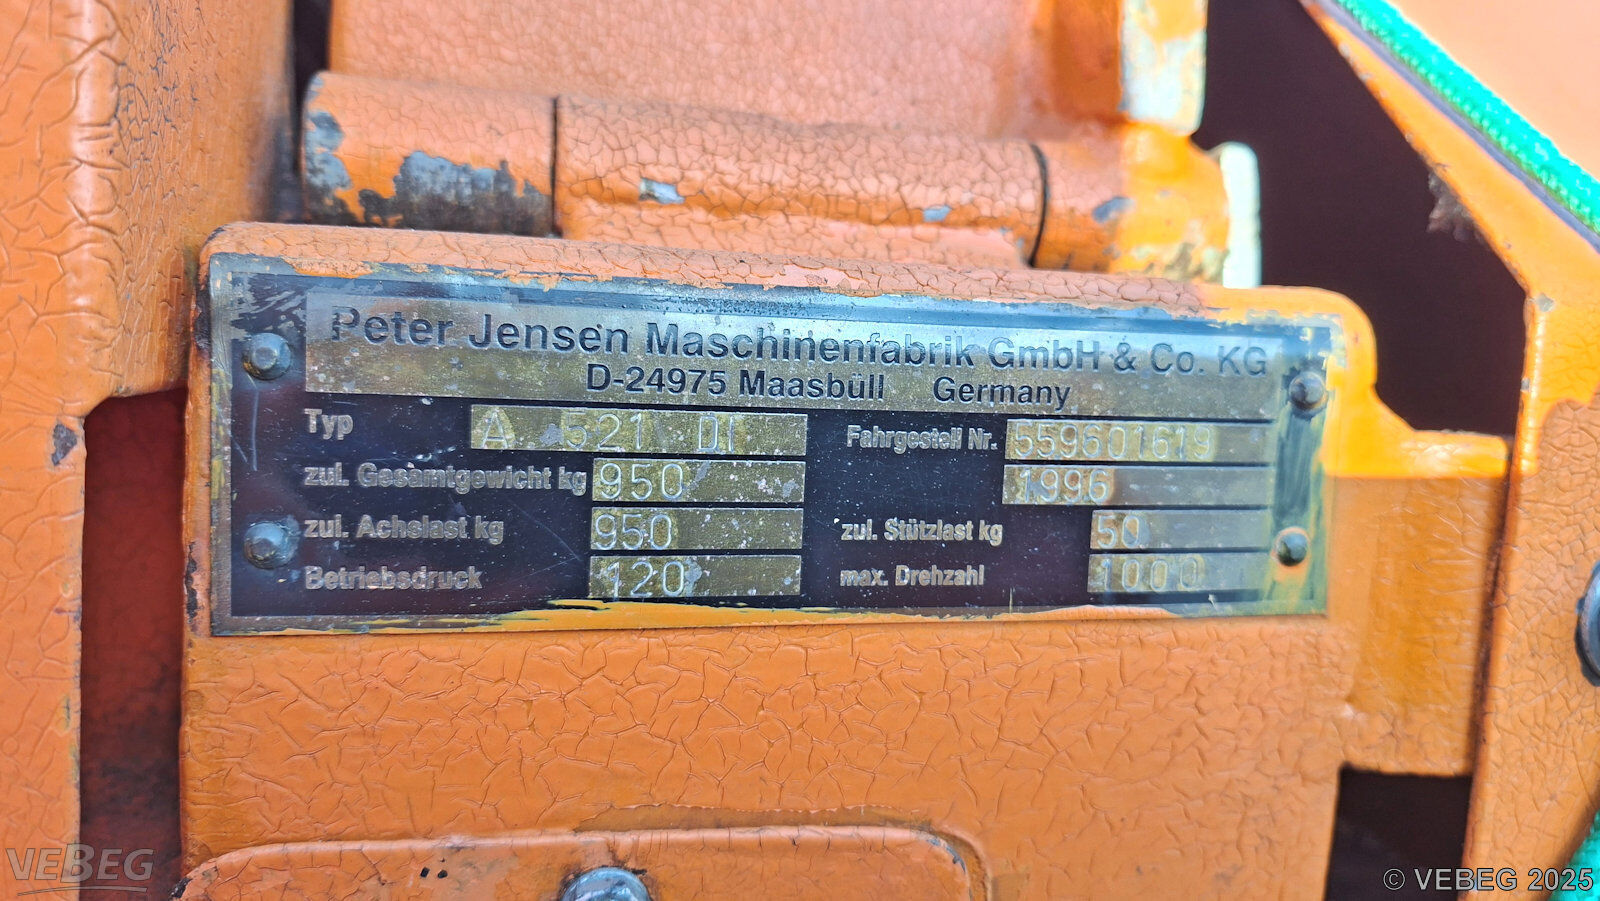 Peter Jensen Maschinenfabrik GmbH & Co. KG
D-24975 Maasbüll Germany
Typ A 521 DI Fahrgestell Nr. 559601619
zul. Gesamtgewicht kg 950 1996
zul. Achslast kg 950 zul. Stützlast kg 50
Betriebsdruck 120 max. Drehzahl 1000
VEBEG © VEBEG 2025